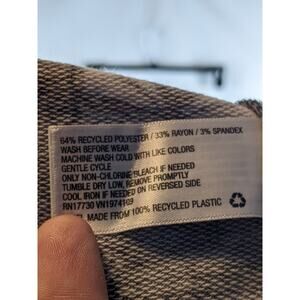 64% RECYCLED POLYESTER / 33% RAYON / 3% SPANDEX
WASH BEFORE WEAR
MACHINE WASH COLD WITH LIKE COLORS
GENTLE CYCLE
ONLY NON-CHLORINE BLEACH IF NEEDED
TUMBLE DRY LOW, REMOVE PROMPTLY
COOL IRON IF NEEDED ON REVERSED SIDE
RN17730 VN1974169
MADE FROM 100% RECYCLED PLASTIC